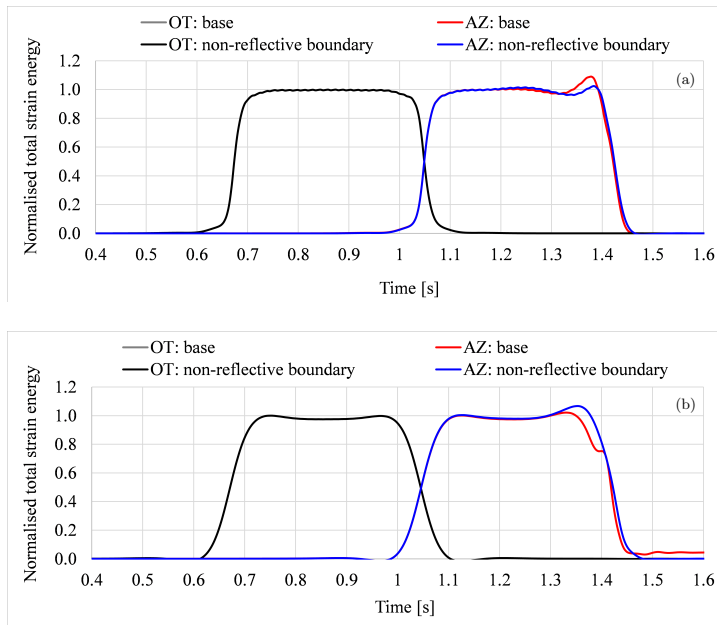 OT: base AZ: base
OT: non-reflective boundary AZ: non-reflective boundary
1.2
(a)
1.0
0.8
0.6
0.4
0.2
0.0
Normalised total strain energy
0.4 0.5 0.6 0.7 0.8 0.9 1 1.1 1.2 1.3 1.4 1.5 1.6
Time [s]
OT: base AZ: base
OT: non-reflective boundary AZ: non-reflective boundary
1.2
(b)
1.0
0.8
0.6
0.4
0.2
0.0
Normalised total strain energy
0.4 0.5 0.6 0.7 0.8 0.9 1 1.1 1.2 1.3 1.4 1.5 1.6
Time [s]